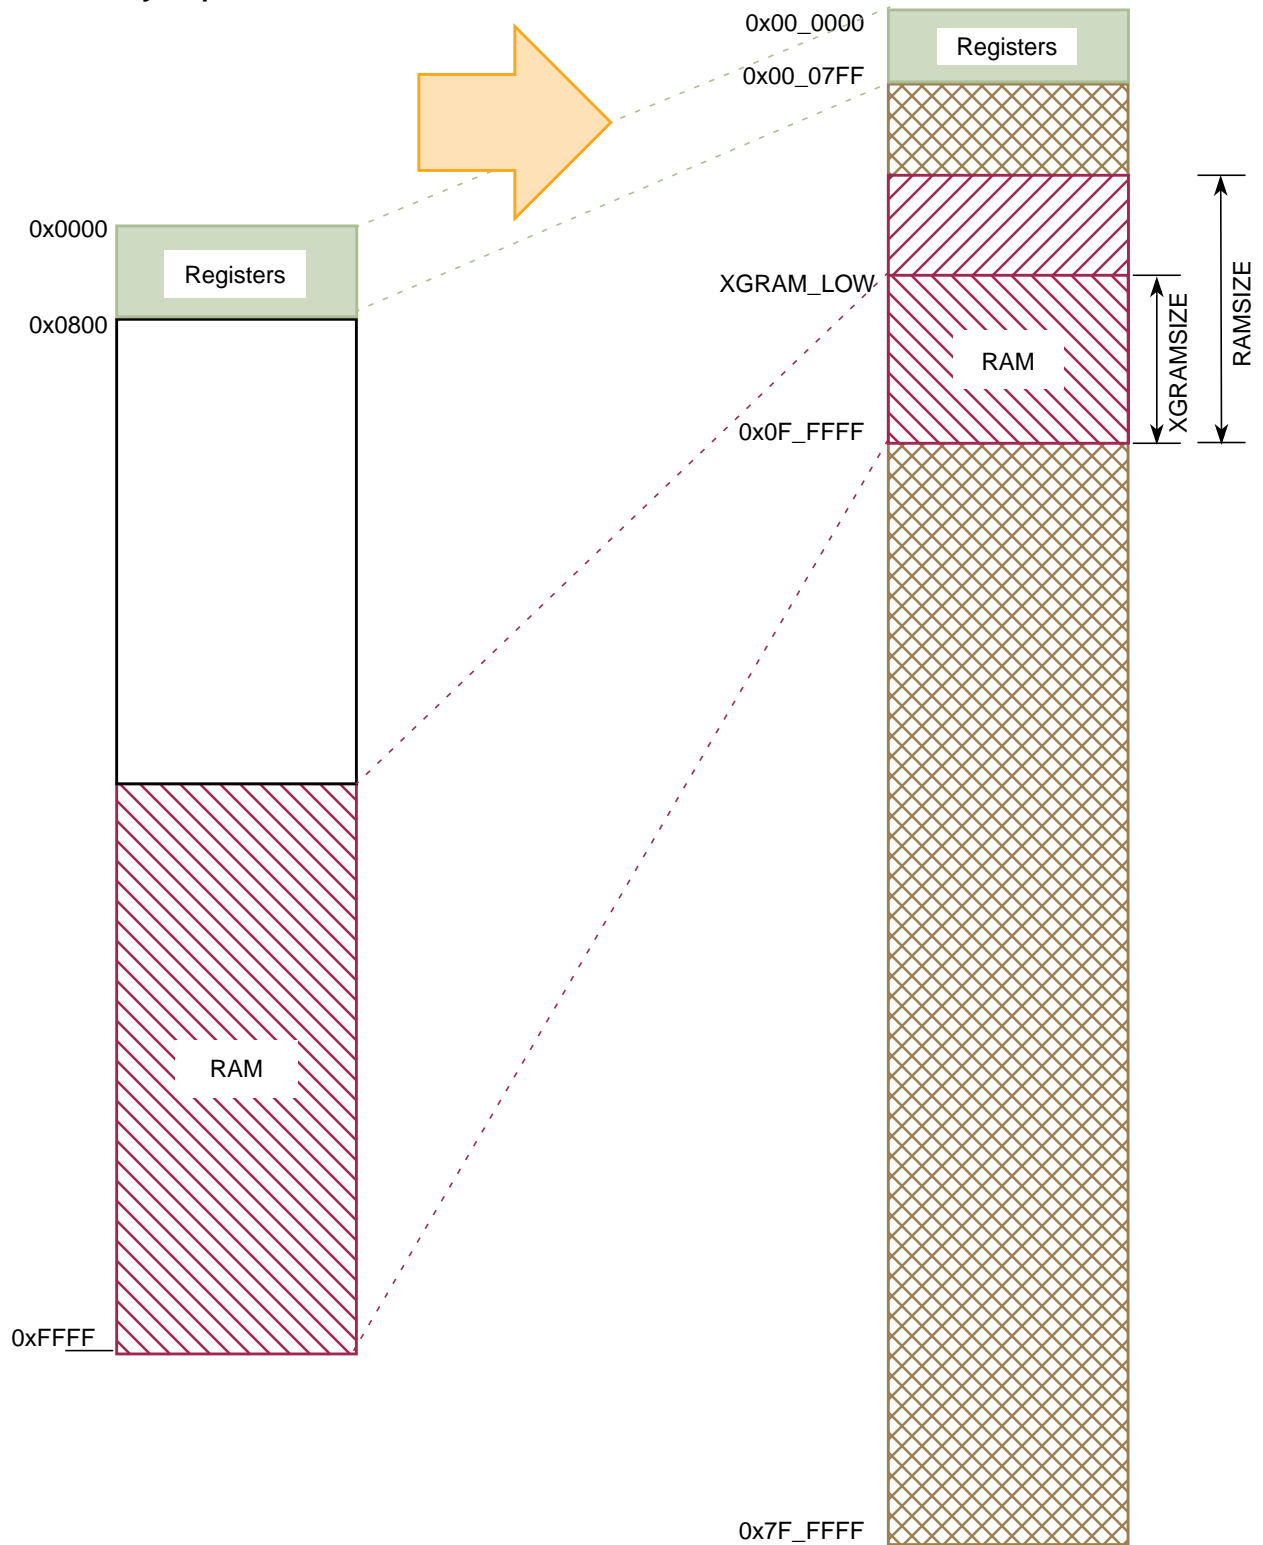 0x0000
Registers
0x0800
RAM
0xFFFF
0x00_0000
Registers
0x00_07FF
XGRAM_LOW
RAM
0x0F_FFFF
XGRAMSIZE
RAMSIZE
0x7F_FFFF